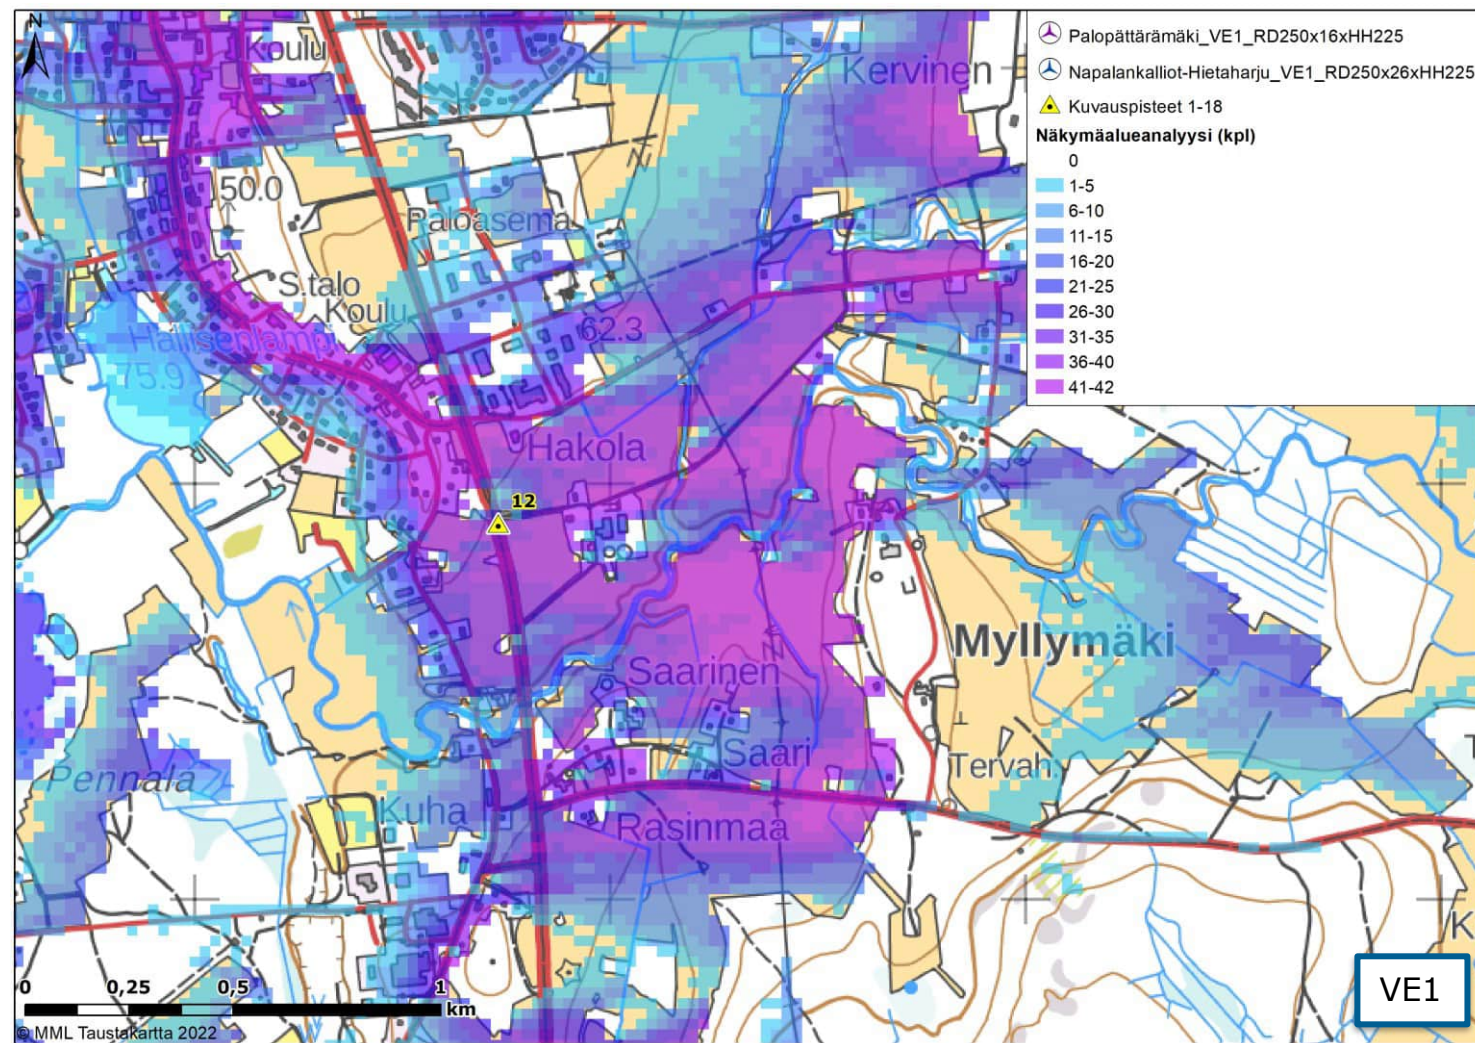 N
Koulu
Kervinen
50.0
Paloasema
S.talo
Koulu
Hallisenlampi
75.9
62.3
Hakola
12
Myllymäki
Saarinen
Saari
Tervah.
Pennala
Kuha
Rasinmaa
K
0 0,25 0,5 1
km
© MML Taustakartta 2022
Palopättärämäki_VE1_RD250x16xHH225
Napalankalliot-Hietaharju_VE1_RD250x26xHH225
Kuvauspisteet 1-18
Näkymäalueanalyysi (kpl)
0
1-5
6-10
11-15
16-20
21-25
26-30
31-35
36-40
41-42
VE1